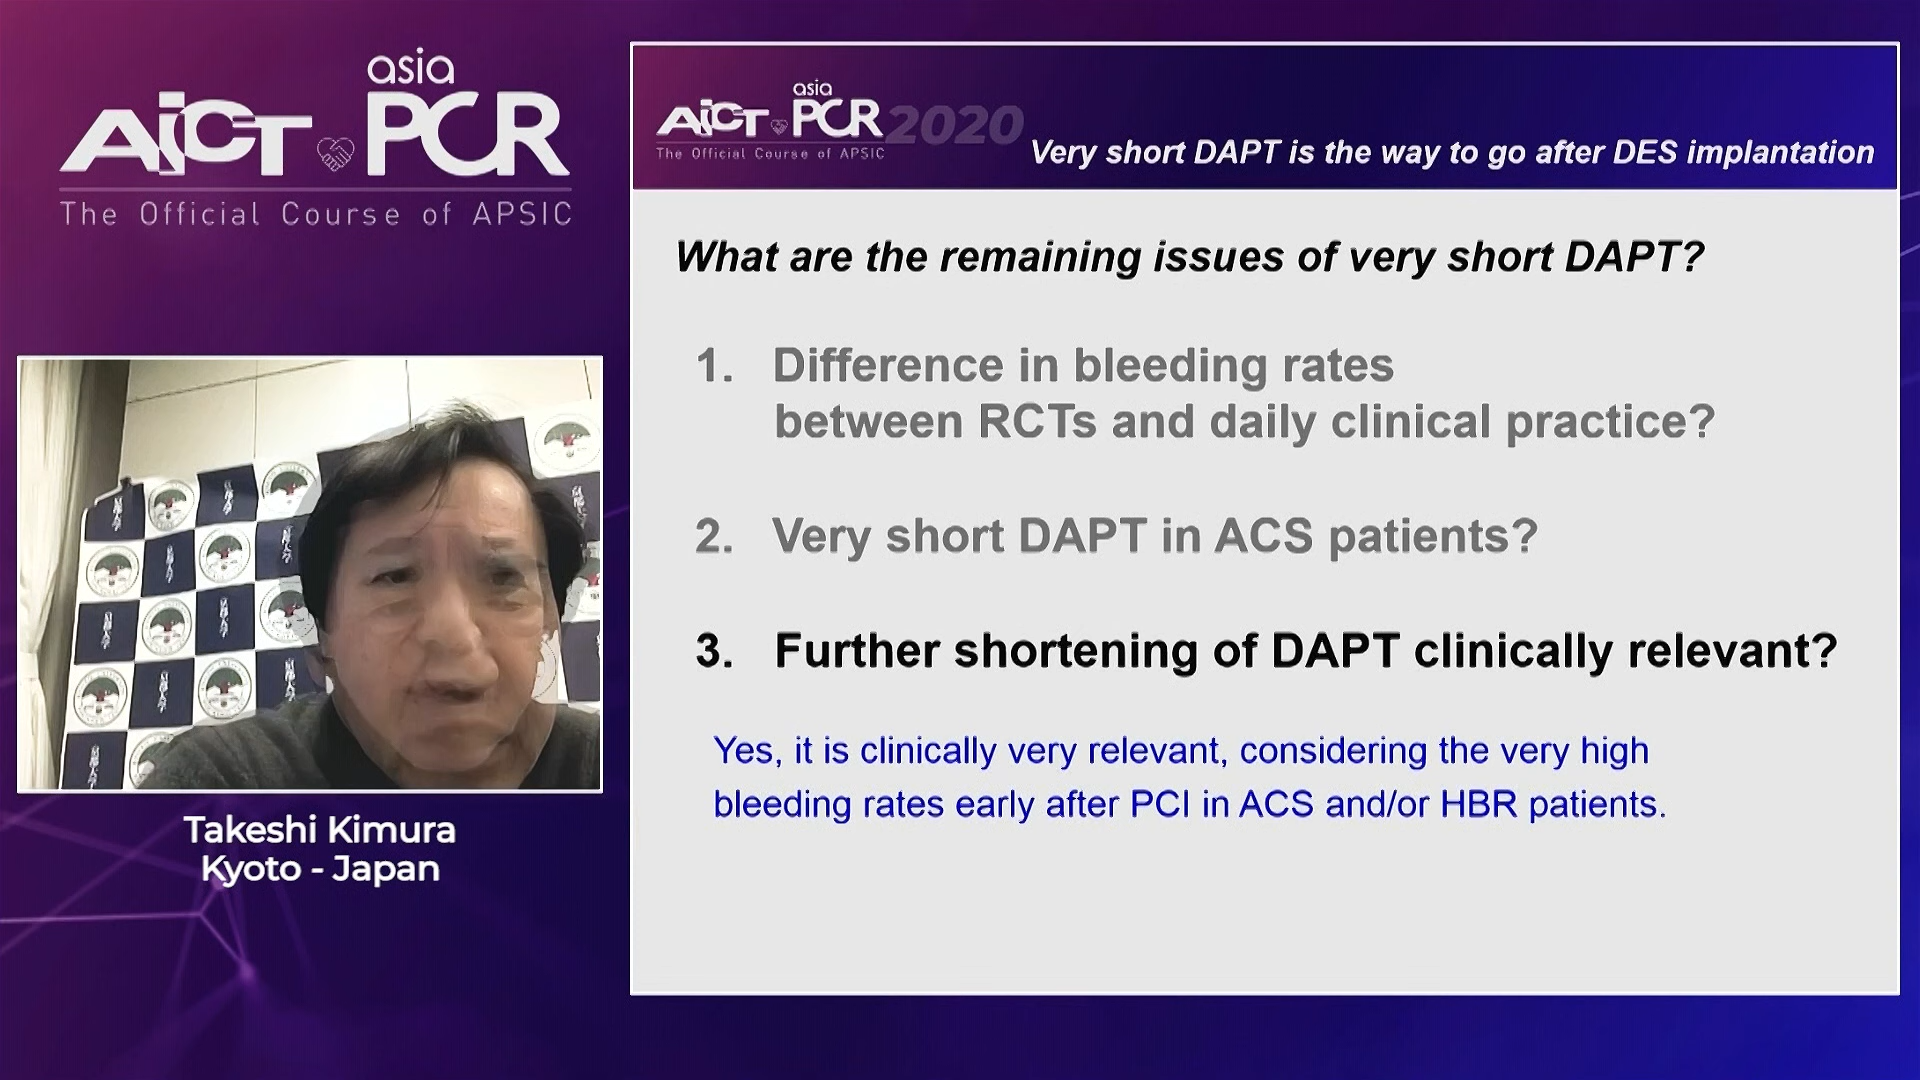 asia
AICT PCR
The Official Course of APSIC
Takeshi Kimura
Kyoto - Japan
asia
AICT PCR 2020
The Official Course of APSIC
Very short DAPT is the way to go after DES implantation
What are the remaining issues of very short DAPT?
1. Difference in bleeding rates
between RCTs and daily clinical practice?
2. Very short DAPT in ACS patients?
3. Further shortening of DAPT clinically relevant?
Yes, it is clinically very relevant, considering the very high
bleeding rates early after PCI in ACS and/or HBR patients.